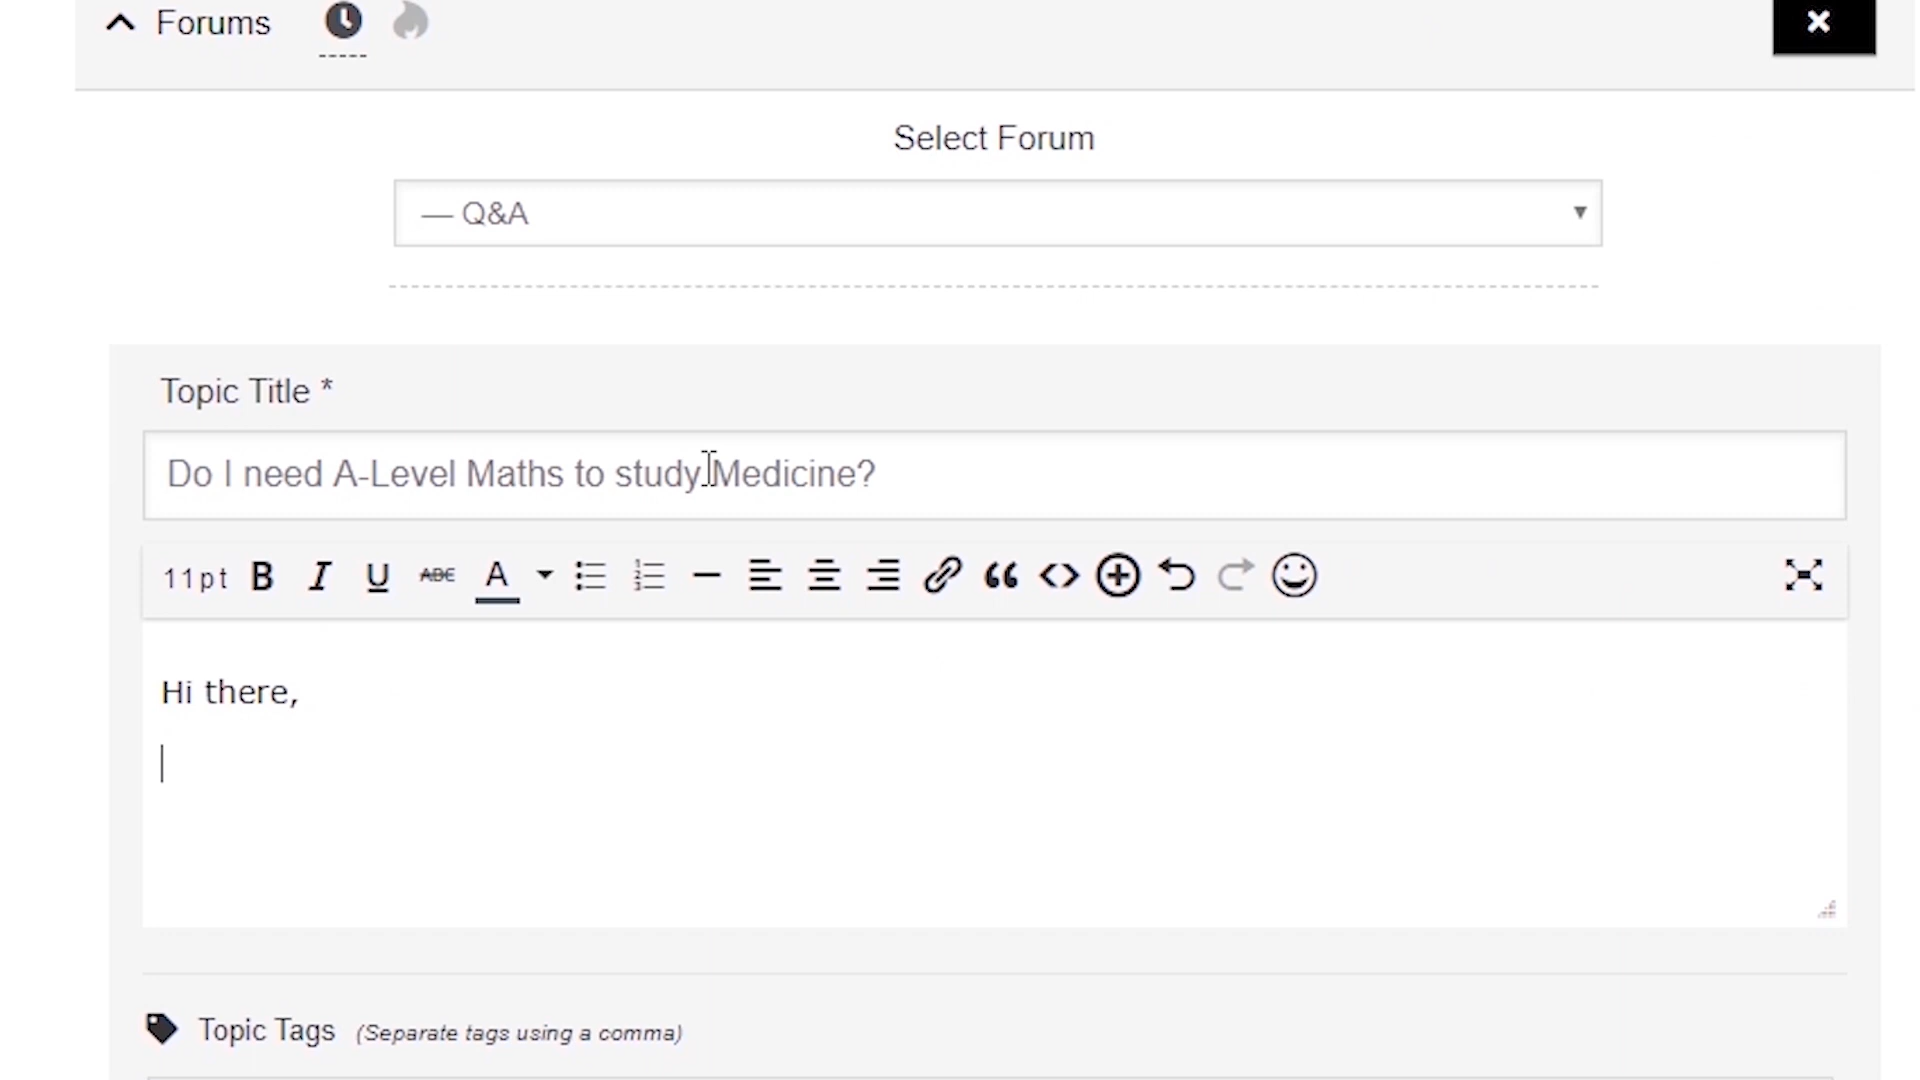 Forums
Select Forum
— Q&A
Topic Title *
Do I need A-Level Maths to study Medicine?
11pt B I U ABC A
Hi there,
Topic Tags (Separate tags using a comma)